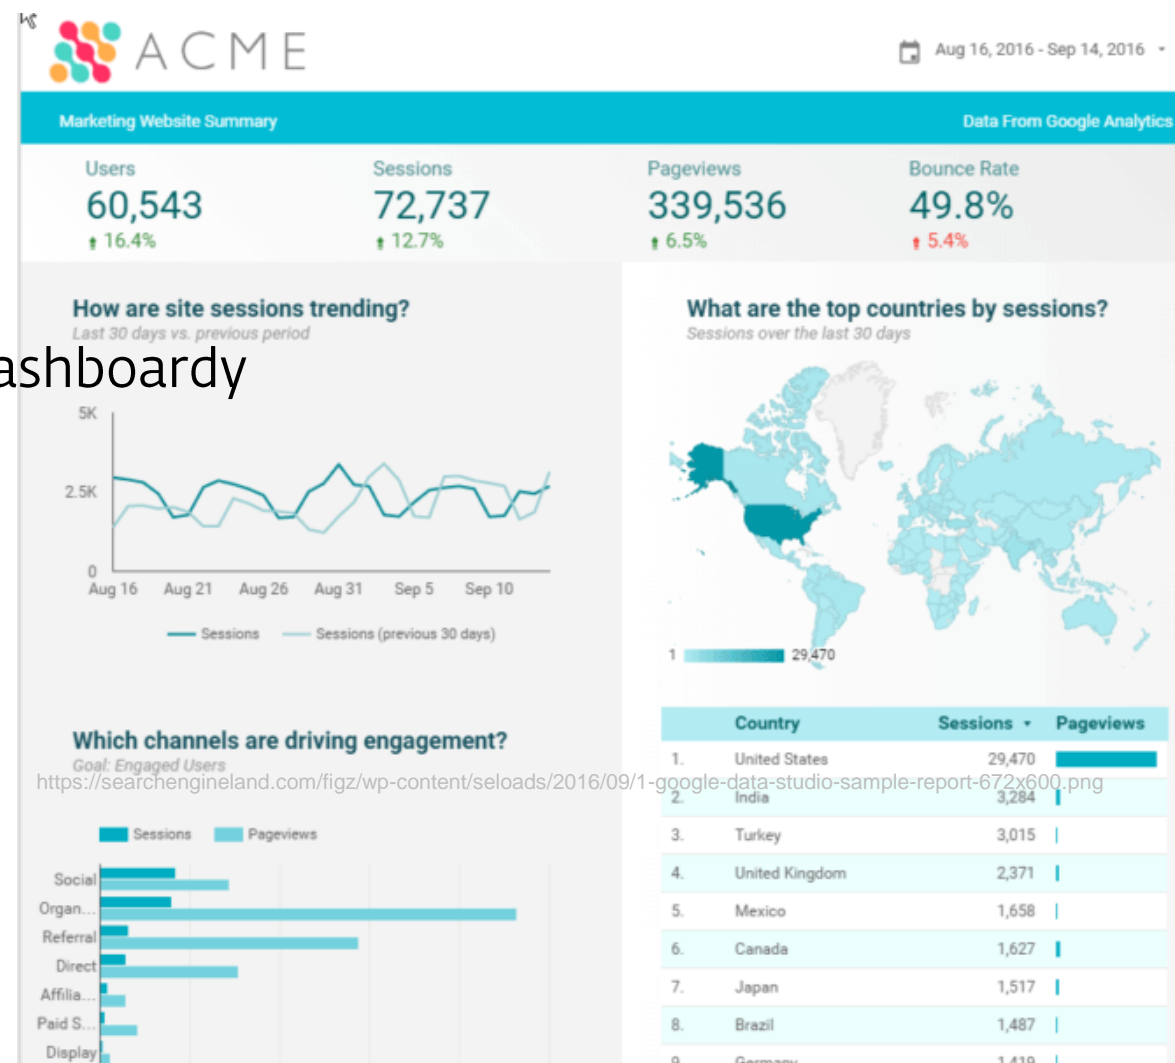 ACME
Aug 16, 2016 - Sep 14, 2016
Marketing Website Summary
Data From Google Analytics
Users
60,543
16.4%
Sessions
72,737
12.7%
Pageviews
339,536
6.5%
Bounce Rate
49.8%
5.4%
How are site sessions trending?
Last 30 days vs. previous period
ashboardy
5K
2.5K
0
Aug 16 Aug 21 Aug 26 Aug 31 Sep 5 Sep 10
Sessions Sessions (previous 30 days)
What are the top countries by sessions?
Sessions over the last 30 days
1 29,470
Which channels are driving engagement?
Goal: Engaged Users
https://searchengineland.com/figz/wp-content/seloads/2016/09/1-google-data-studio-sample-report-672x600.png
Sessions Pageviews
Social
Organ...
Referral
Direct
Affilia...
Paid S...
Display
Country Sessions Pageviews
1. United States 29,470
2. India 3,284
3. Turkey 3,015
4. United Kingdom 2,371
5. Mexico 1,658
6. Canada 1,627
7. Japan 1,517
8. Brazil 1,487
9. Germany 1,419